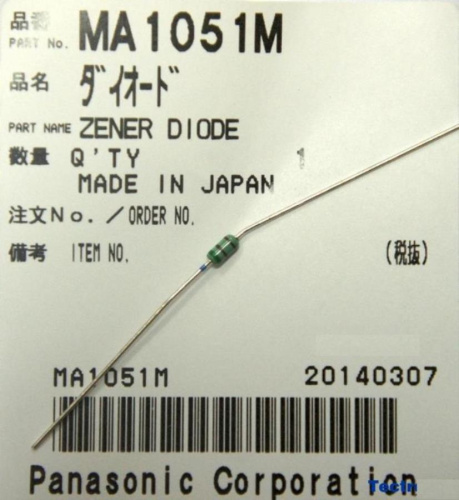 品番
PART No. MA1051M
品名 ダイオード
PART NAME ZENER DIODE
数量 Q'TY 1
MADE IN JAPAN
注文No./ORDER NO.
備考 ITEM NO. (税抜)
MA1051M 20140307
Panasonic Corporation